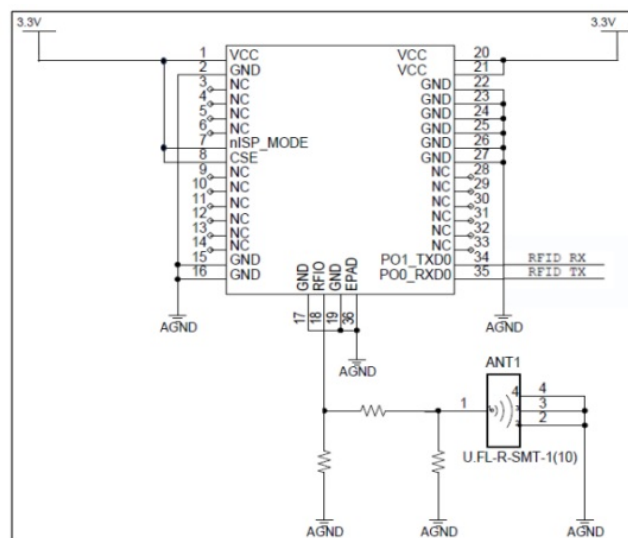 3.3V 3.3V
1 VCC VCC 20
2 GND VCC 21
3 NC GND 22
4 NC GND 23
5 NC GND 24
6 NC GND 25
7 nISP_MODE GND 26
8 CSE GND 27
9 NC NC 28
10 NC NC 29
11 NC NC 30
12 NC NC 31
13 NC NC 32
14 NC NC 33
15 GND PO1_TXD0 34 RFID RX
16 GND PO0_RXD0 35 RFID TX
GND RFIO GND EPAD
17 18 19 36
AGND AGND
AGND
ANT1
1 4 4
3
2
U.FL-R-SMT-1(10)
AGND AGND AGND